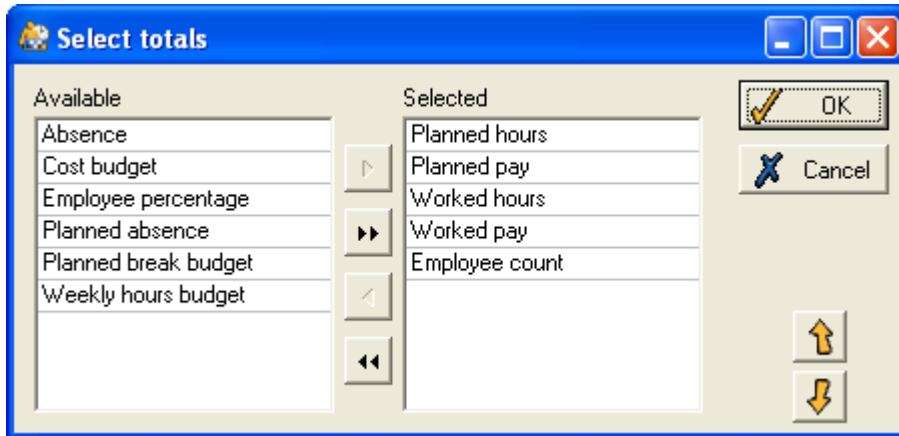 Select totals
Available
Absence
Cost budget
Employee percentage
Planned absence
Planned break budget
Weekly hours budget
Selected
Planned hours
Planned pay
Worked hours
Worked pay
Employee count
OK
Cancel